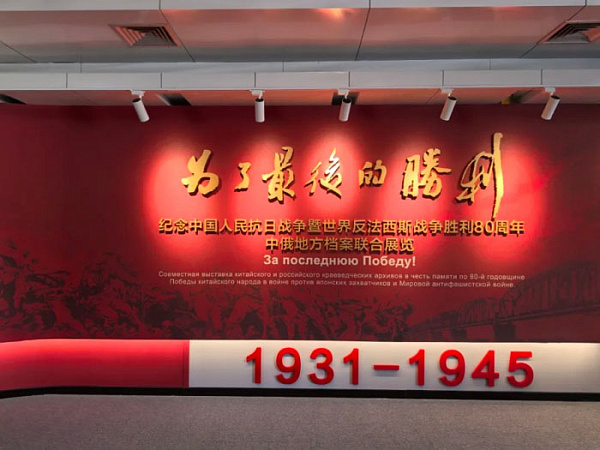 为了最後的勝利
纪念中国人民抗日战争暨世界反法西斯战争胜利80周年
中俄地方档案联合展览
За последнюю Победу!
Совместная выставка китайского и российского краеведческих архивов в честь памяти по 80-й годовщине
Победы китайского народа в войне против японских захватчиков и Мировой антифашистской войне
1931-1945